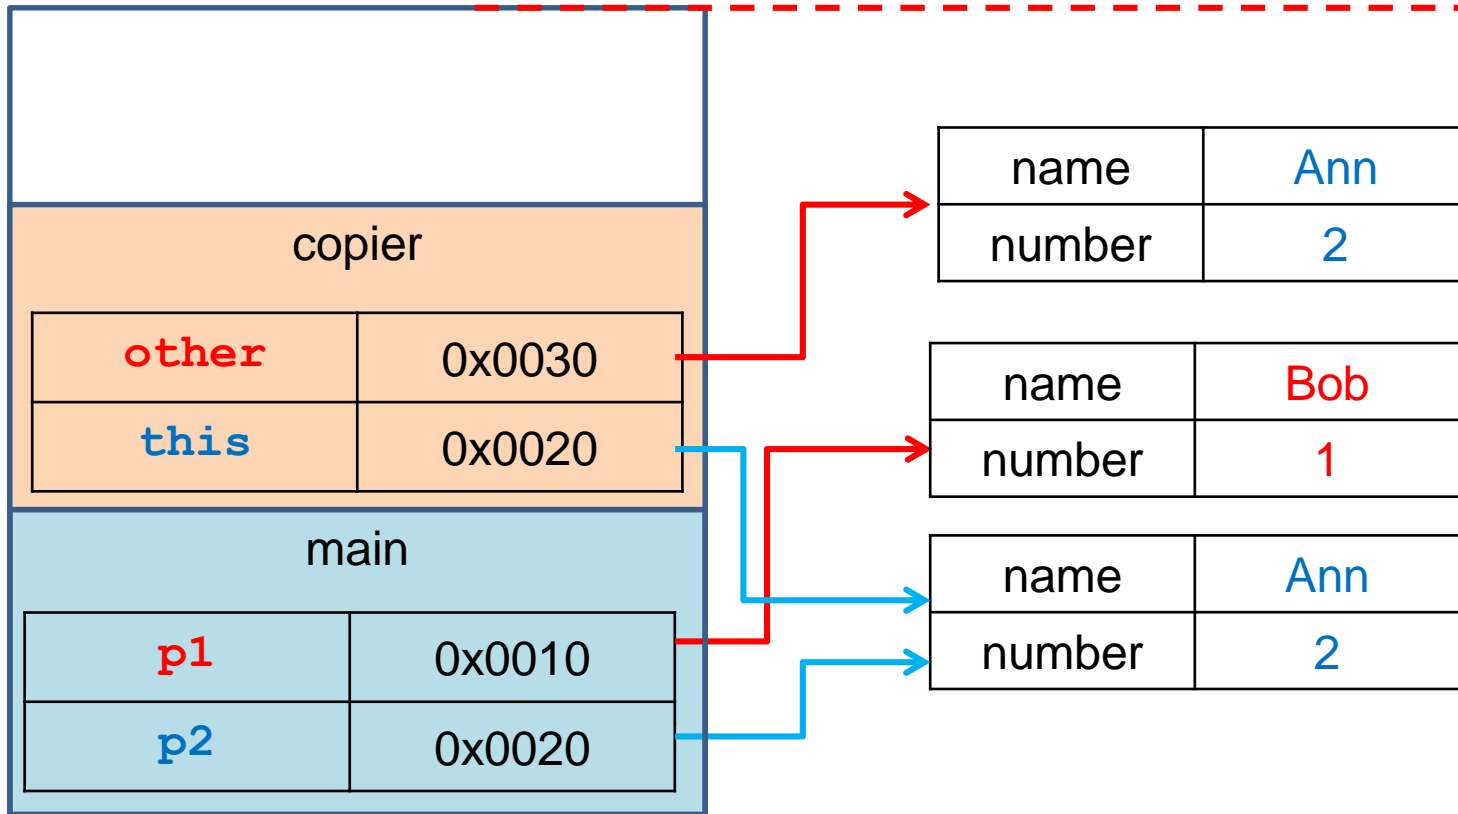 copier
other 0x0030
this 0x0020
main
p1 0x0010
p2 0x0020
name Ann
number 2
name Bob
number 1
name Ann
number 2